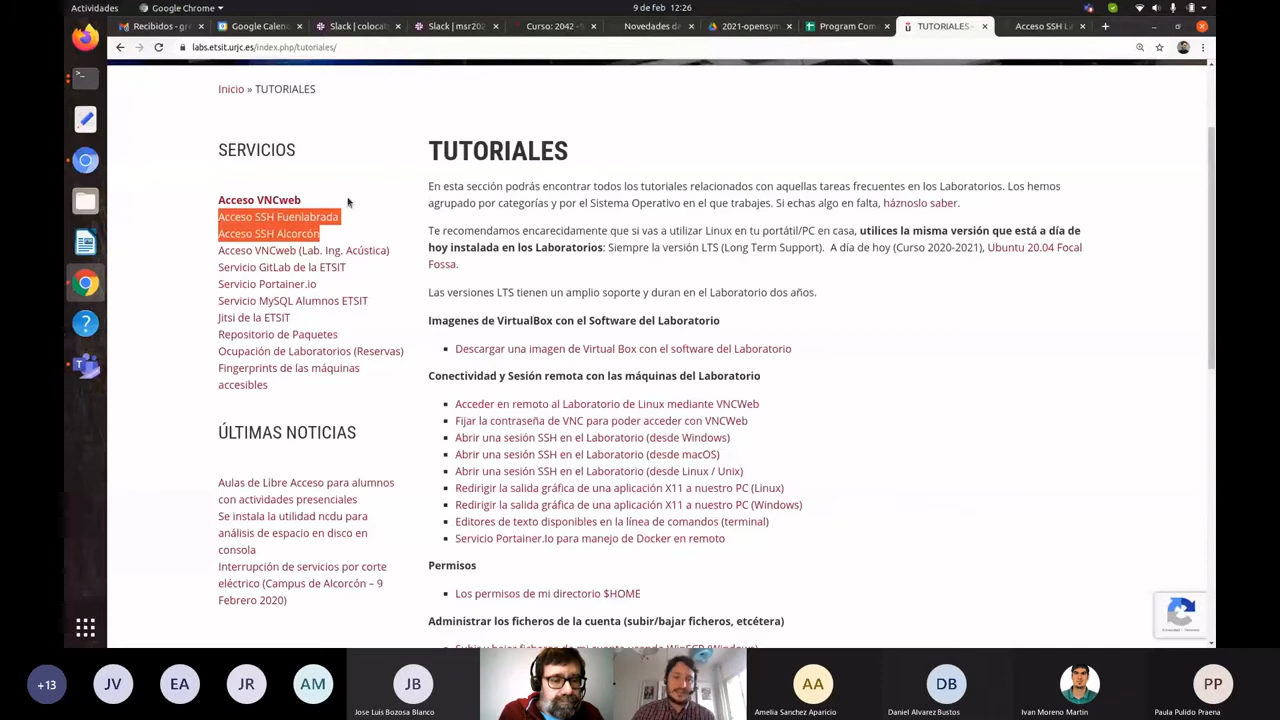 Actividades
Google Chrome
9 de feb 12:26
Recibidos - gr
Google Calen
Slack | colocal
Slack | msr202
Curso: 2042 –
Novedades de
2021-opensym
Program Com
TUTORIALES
Acceso SSH La
labs.etsit.urjc.es/index.php/tutoriales/
Inicio » TUTORIALES
SERVICIOS
Acceso VNCweb
Acceso SSH Fuenlabrada
Acceso SSH Alcorcón
Acceso VNCweb (Lab. Ing. Acústica)
Servicio GitLab de la ETSIT
Servicio Portainer.io
Servicio MySQL Alumnos ETSIT
Jitsi de la ETSIT
Repositorio de Paquetes
Ocupación de Laboratorios (Reservas)
Fingerprints de las máquinas
accesibles
ÚLTIMAS NOTICIAS
Aulas de Libre Acceso para alumnos
con actividades presenciales
Se instala la utilidad ncdu para
análisis de espacio en disco en
consola
Interrupción de servicios por corte
eléctrico (Campus de Alcorcón – 9
Febrero 2020)
TUTORIALES
En esta sección podrás encontrar todos los tutoriales relacionados con aquellas tareas frecuentes en los Laboratorios. Los hemos
agrupado por categorías y por el Sistema Operativo en el que trabajes. Si echas algo en falta, háznoslo saber.
Te recomendamos encarecidamente que si vas a utilizar Linux en tu portátil/PC en casa, utilices la misma versión que está a día de
hoy instalada en los Laboratorios: Siempre la versión LTS (Long Term Support). A día de hoy (Curso 2020-2021), Ubuntu 20.04 Focal
Fossa.
Las versiones LTS tienen un amplio soporte y duran en el Laboratorio dos años.
Imagenes de VirtualBox con el Software del Laboratorio
Descargar una imagen de Virtual Box con el software del Laboratorio
Conectividad y Sesión remota con las máquinas del Laboratorio
Acceder en remoto al Laboratorio de Linux mediante VNCWeb
Fijar la contraseña de VNC para poder acceder con VNCWeb
Abrir una sesión SSH en el Laboratorio (desde Windows)
Abrir una sesión SSH en el Laboratorio (desde macOS)
Abrir una sesión SSH en el Laboratorio (desde Linux / Unix)
Redirigir la salida gráfica de una aplicación X11 a nuestro PC (Linux)
Redirigir la salida gráfica de una aplicación X11 a nuestro PC (Windows)
Editores de texto disponibles en la línea de comandos (terminal)
Servicio Portainer.Io para manejo de Docker en remoto
Permisos
Los permisos de mi directorio $HOME
Administrar los ficheros de la cuenta (subir/bajar ficheros, etcétera)
+13
JV
EA
JR
AM
JB
AA
DB
PP
Jose Luis Bozosa Blanco
Amelia Sanchez Aparicio
Daniel Alvarez Bustos
Ivan Moreno Martin
Paula Pulido Praena